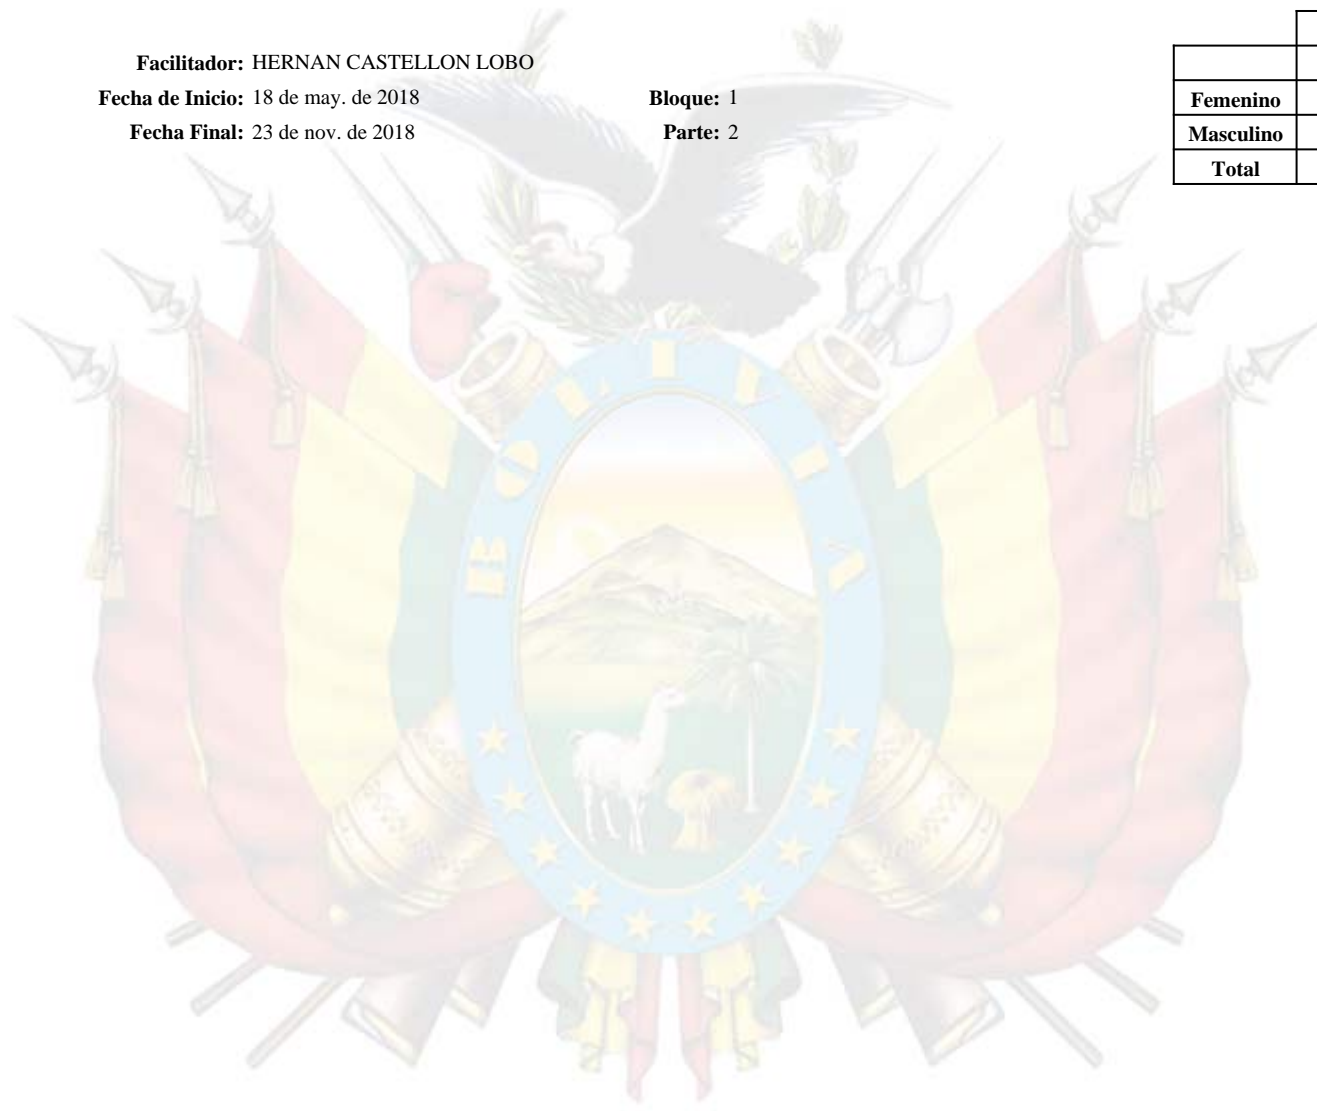 Facilitador: HERNAN CASTELLON LOBO
Fecha de Inicio: 18 de may. de 2018 Bloque: 1
Fecha Final: 23 de nov. de 2018 Parte: 2
Femenino
Masculino
Total
BOLIVIA